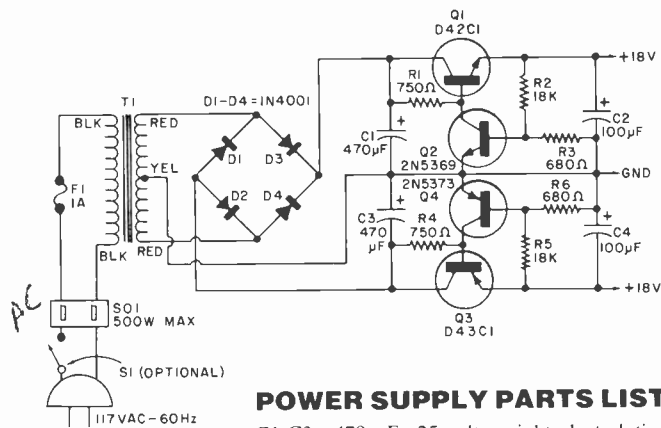 Q1
D42C1
+18V
T1
D1-D4=1N4001
R1
750Ω
R2
18K
+
C2
100µF
BLK
RED
YEL
D1
D3
D2
D4
+
C1
470µF
Q2
2N5369
R3
680Ω
GND
F1
1A
2N5373
Q4
R6
680Ω
+
C3
470
µF
R4
750Ω
R5
18K
+
C4
100µF
BLK
RED
Q3
D43C1
+18V
AC
SO1
500W MAX
S1 (OPTIONAL)
117VAC-60Hz
POWER SUPPLY PARTS LIST